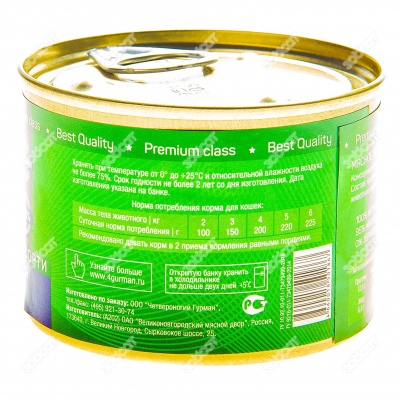 lass ★ Best Quality ★ Premium class ★ Best Quality ★
Хранить при температуре от 0° до +25°С и относительной влажности воздуха
не более 75%. Срок годности не более 2 лет со дня изготовления. Дата
изготовления указана на банке.
Норма потребления корма для кошек:
Масса тела животного | кг 2 3 4 5 6
Суточная норма потребления | г 100 150 200 220 225
Рекомендовано давать корм в 2 приема кормления равными порциями.
Узнайте больше
www.4gurman.ru
Открытую банку хранить
в холодильнике
не больше двух дней +5°С
Изготовлено по заказу: ООО "Четвероногий Гурман",
тел./факс: (495) 921-30-74
Изготовитель: (А202) ОАО "Великоновгородский мясной двор", Россия,
173640, г. Великий Новгород, Сырковское шоссе, 25.